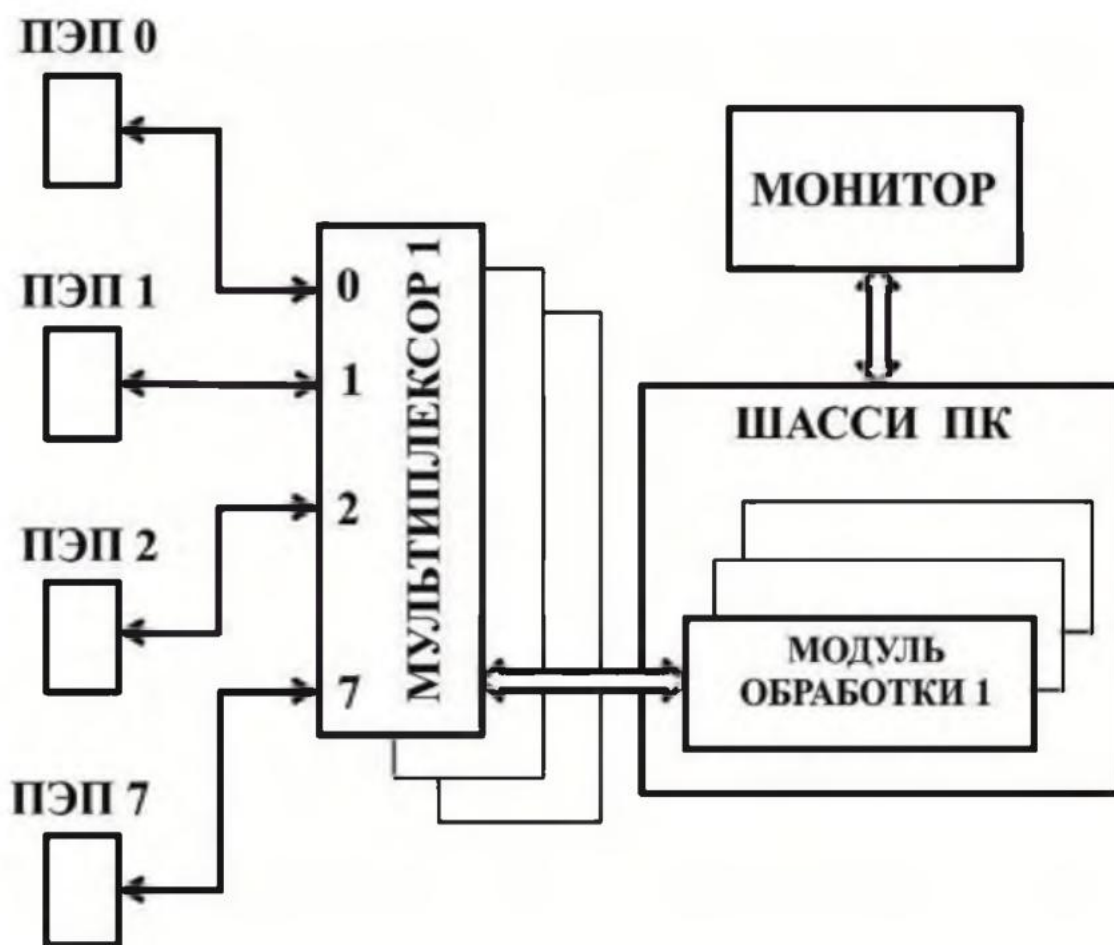 ПЭП 0
ПЭП 1
ПЭП 2
ПЭП 7
0
1
2
7
МУЛЬТИПЛЕКСОР 1
МОНИТОР
ШАССИ ПК
МОДУЛЬ
ОБРАБОТКИ 1